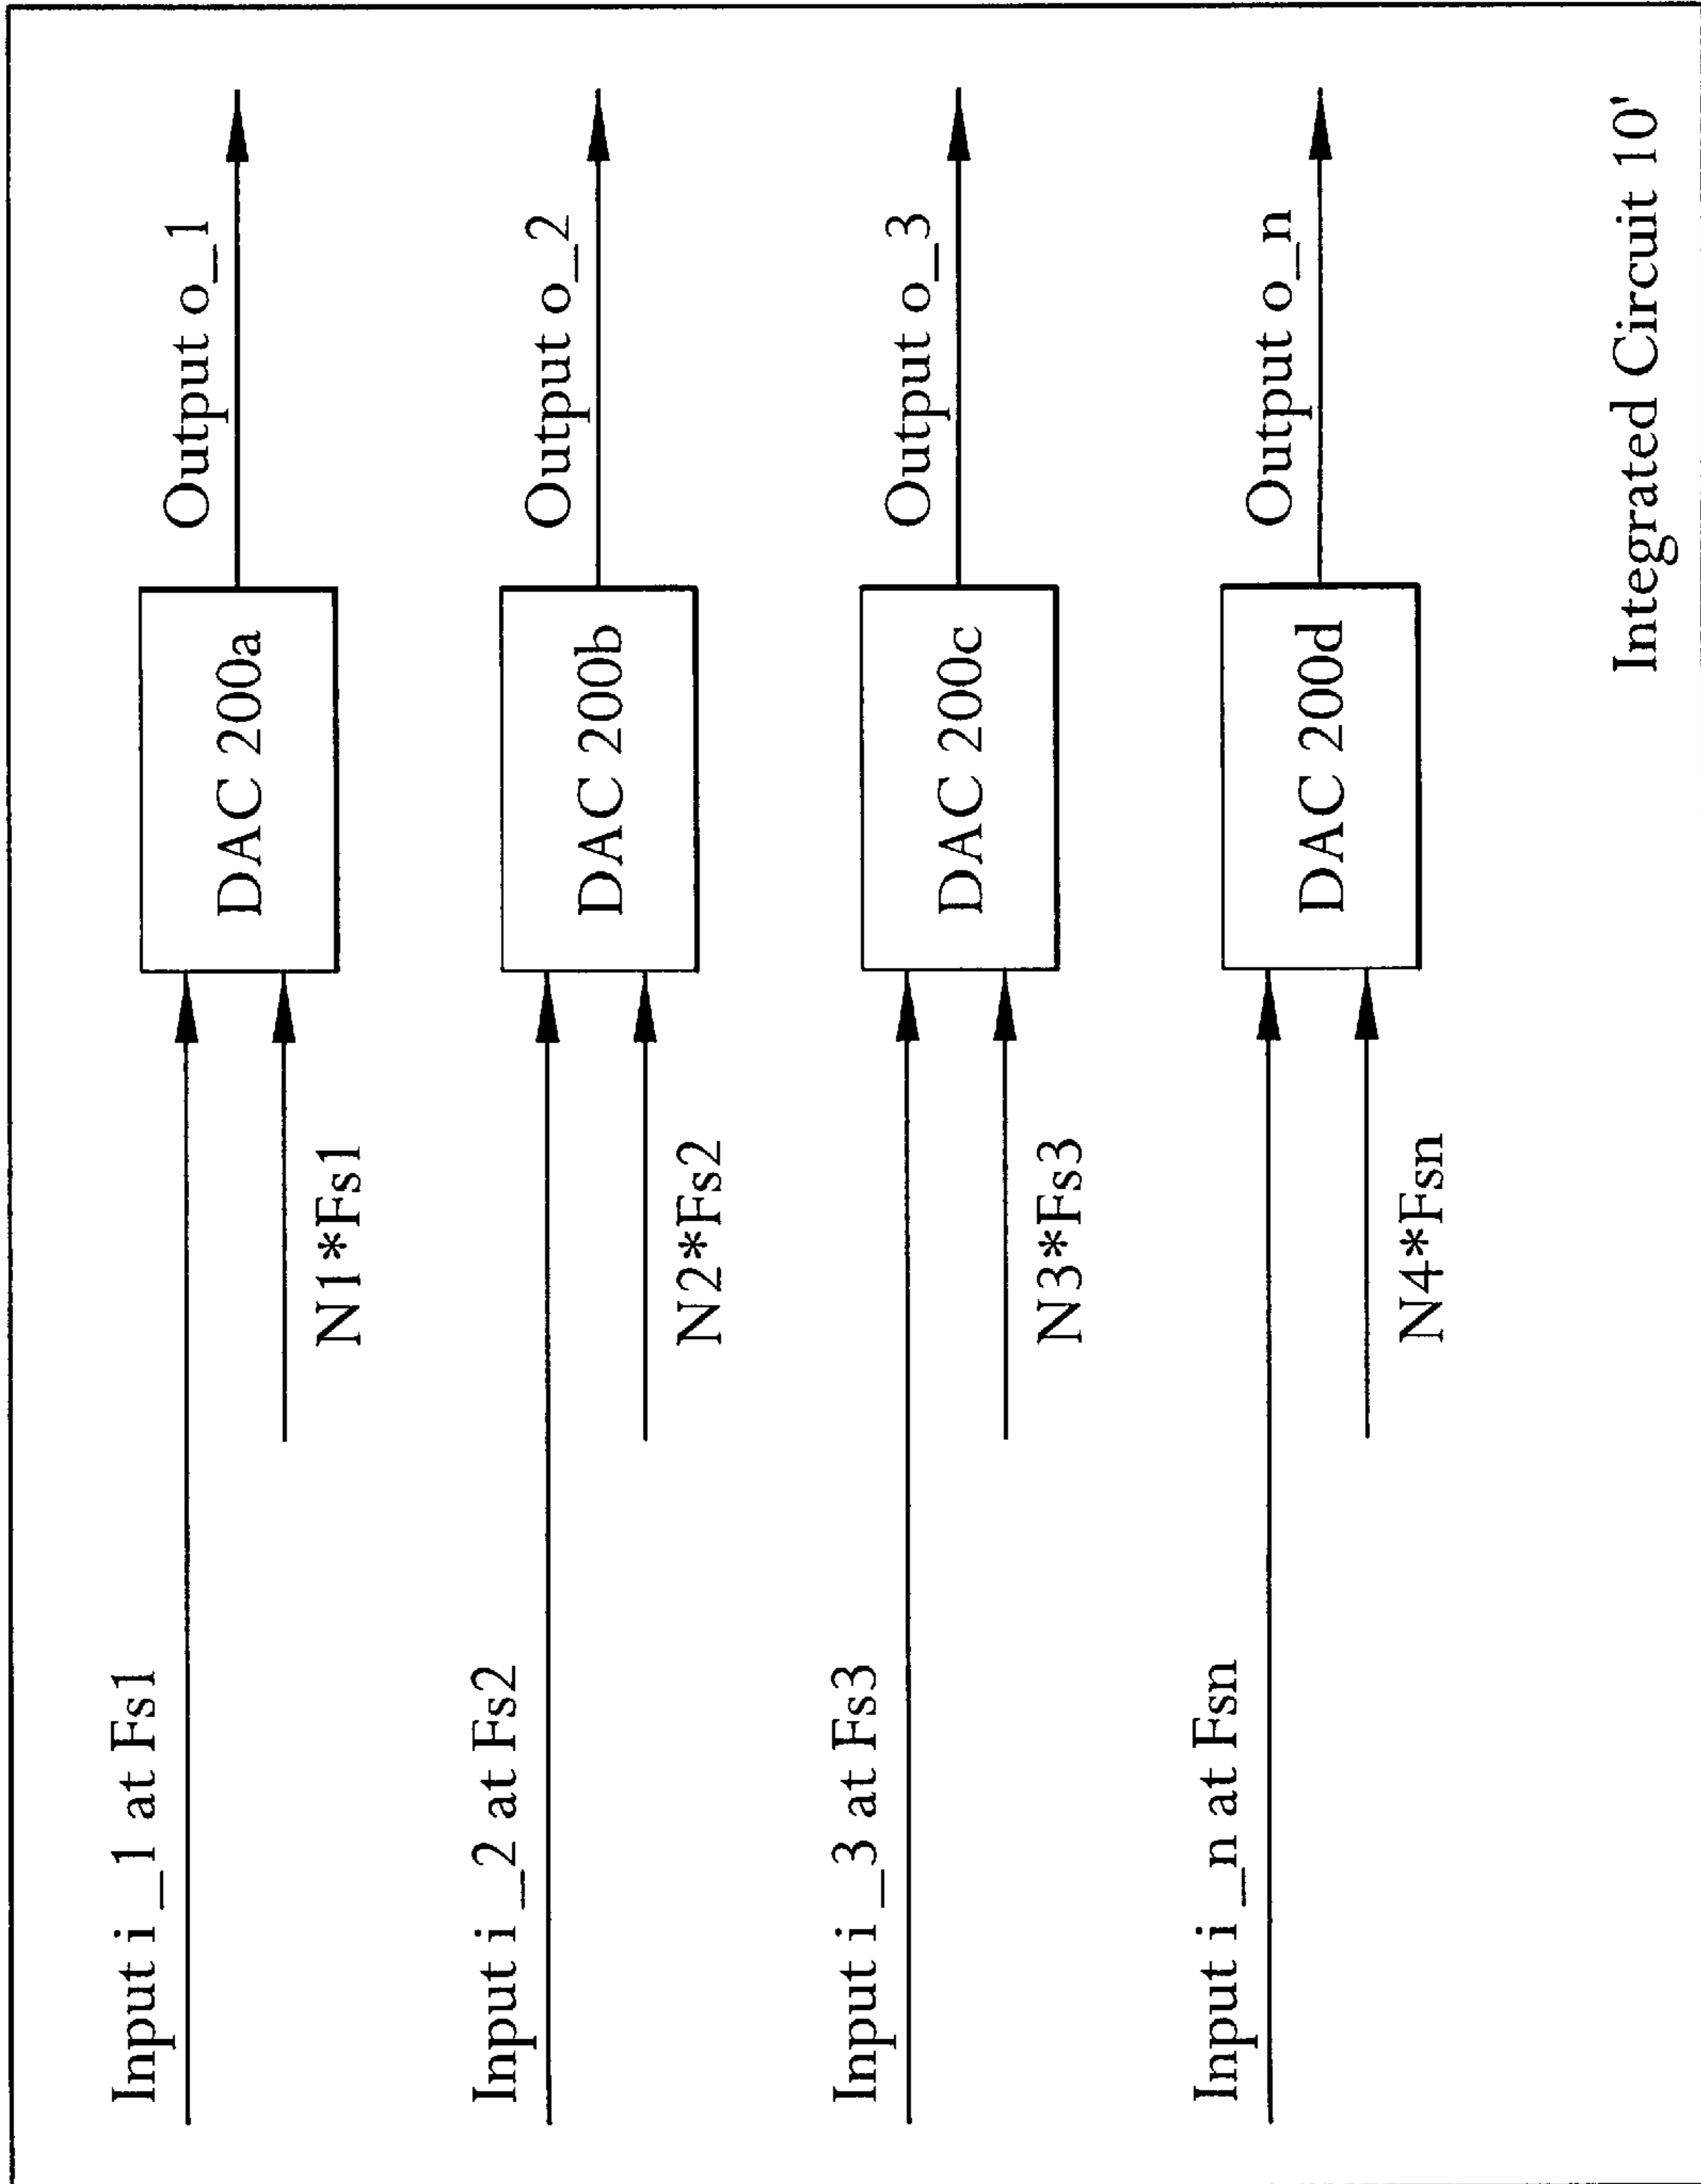 Input i_1 at Fs1
N1*Fs1
DAC 200a
Output o_1
Input i_2 at Fs2
N2*Fs2
DAC 200b
Output o_2
Input i_3 at Fs3
N3*Fs3
DAC 200c
Output o_3
Input i_n at Fsn
N4*Fsn
DAC 200d
Output o_n
Integrated Circuit 10'